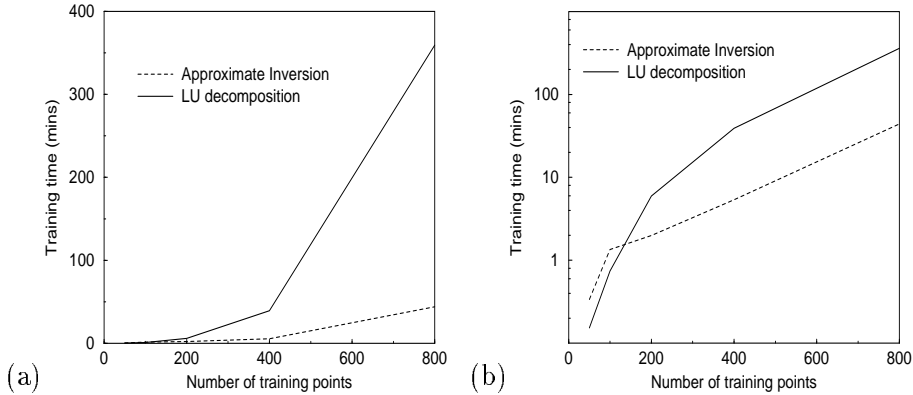 400
300
200
100
0
Training time (mins)
Approximate Inversion
LU decomposition
0 200 400 600 800
Number of training points
(a)
100
10
1
Training time (mins)
Approximate Inversion
LU decomposition
0 200 400 600 800
Number of training points
(b)